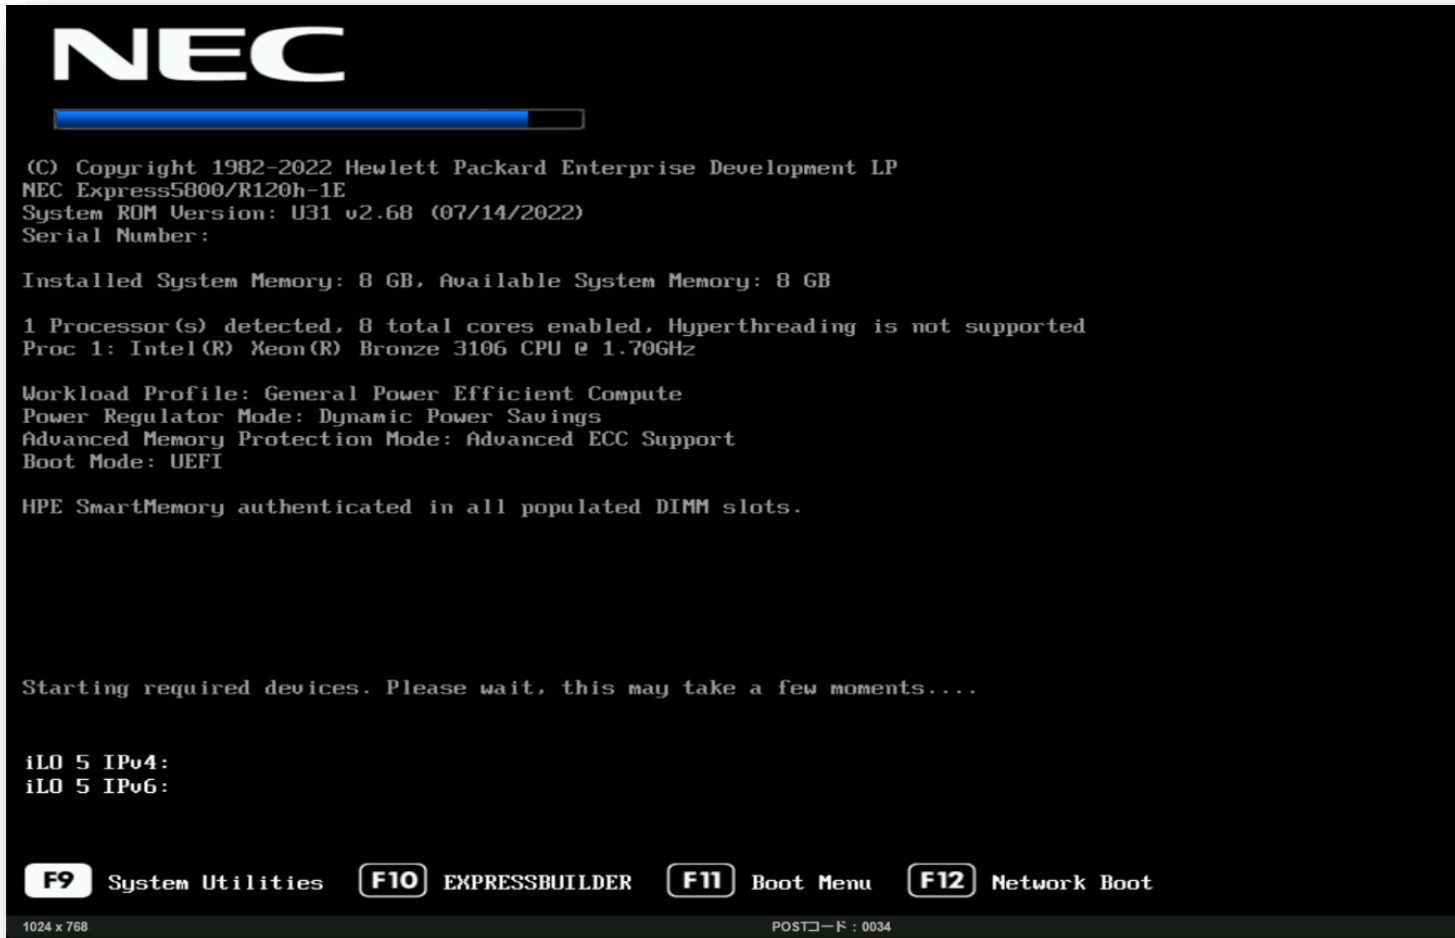 NEC
(C) Copyright 1982-2022 Hewlett Packard Enterprise Development LP
NEC Express5800/R120h-1E
System ROM Version: U31 v2.68 (07/14/2022)
Serial Number:
Installed System Memory: 8 GB, Available System Memory: 8 GB
1 Processor(s) detected, 8 total cores enabled, Hyperthreading is not supported
Proc 1: Intel(R) Xeon(R) Bronze 3106 CPU @ 1.70GHz
Workload Profile: General Power Efficient Compute
Power Regulator Mode: Dynamic Power Savings
Advanced Memory Protection Mode: Advanced ECC Support
Boot Mode: UEFI
HPE SmartMemory authenticated in all populated DIMM slots.
Starting required devices. Please wait, this may take a few moments....
iLO 5 IPv4:
iLO 5 IPv6:
F9 System Utilities F10 EXPRESSBUILDER F11 Boot Menu F12 Network Boot
1024 x 768 POSTコード : 0034